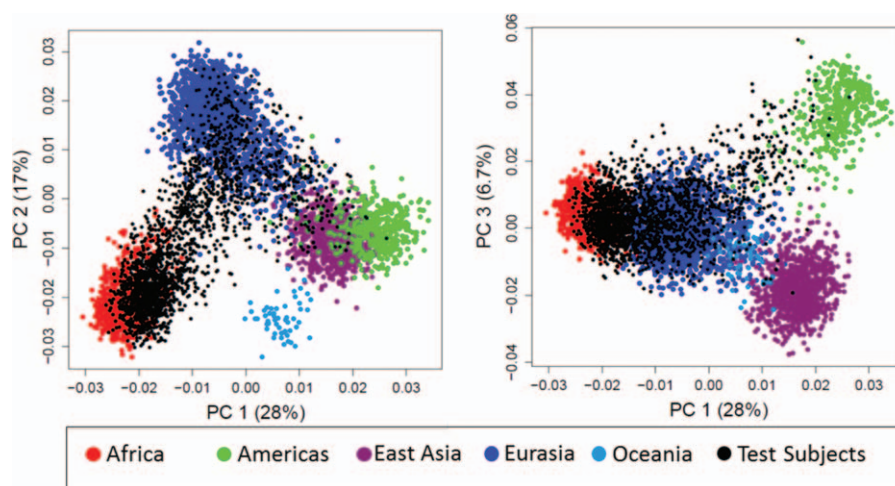 0.03
0.02
0.01
0.00
−0.01
−0.02
−0.03
PC 2 (17%)
−0.03 −0.02 −0.01 0.00 0.01 0.02 0.03
PC 1 (28%)
0.06
0.04
0.02
0.00
−0.02
−0.04
PC 3 (6.7%)
−0.03 −0.02 −0.01 0.00 0.01 0.02 0.03
PC 1 (28%)
Africa Americas East Asia Eurasia Oceania Test Subjects